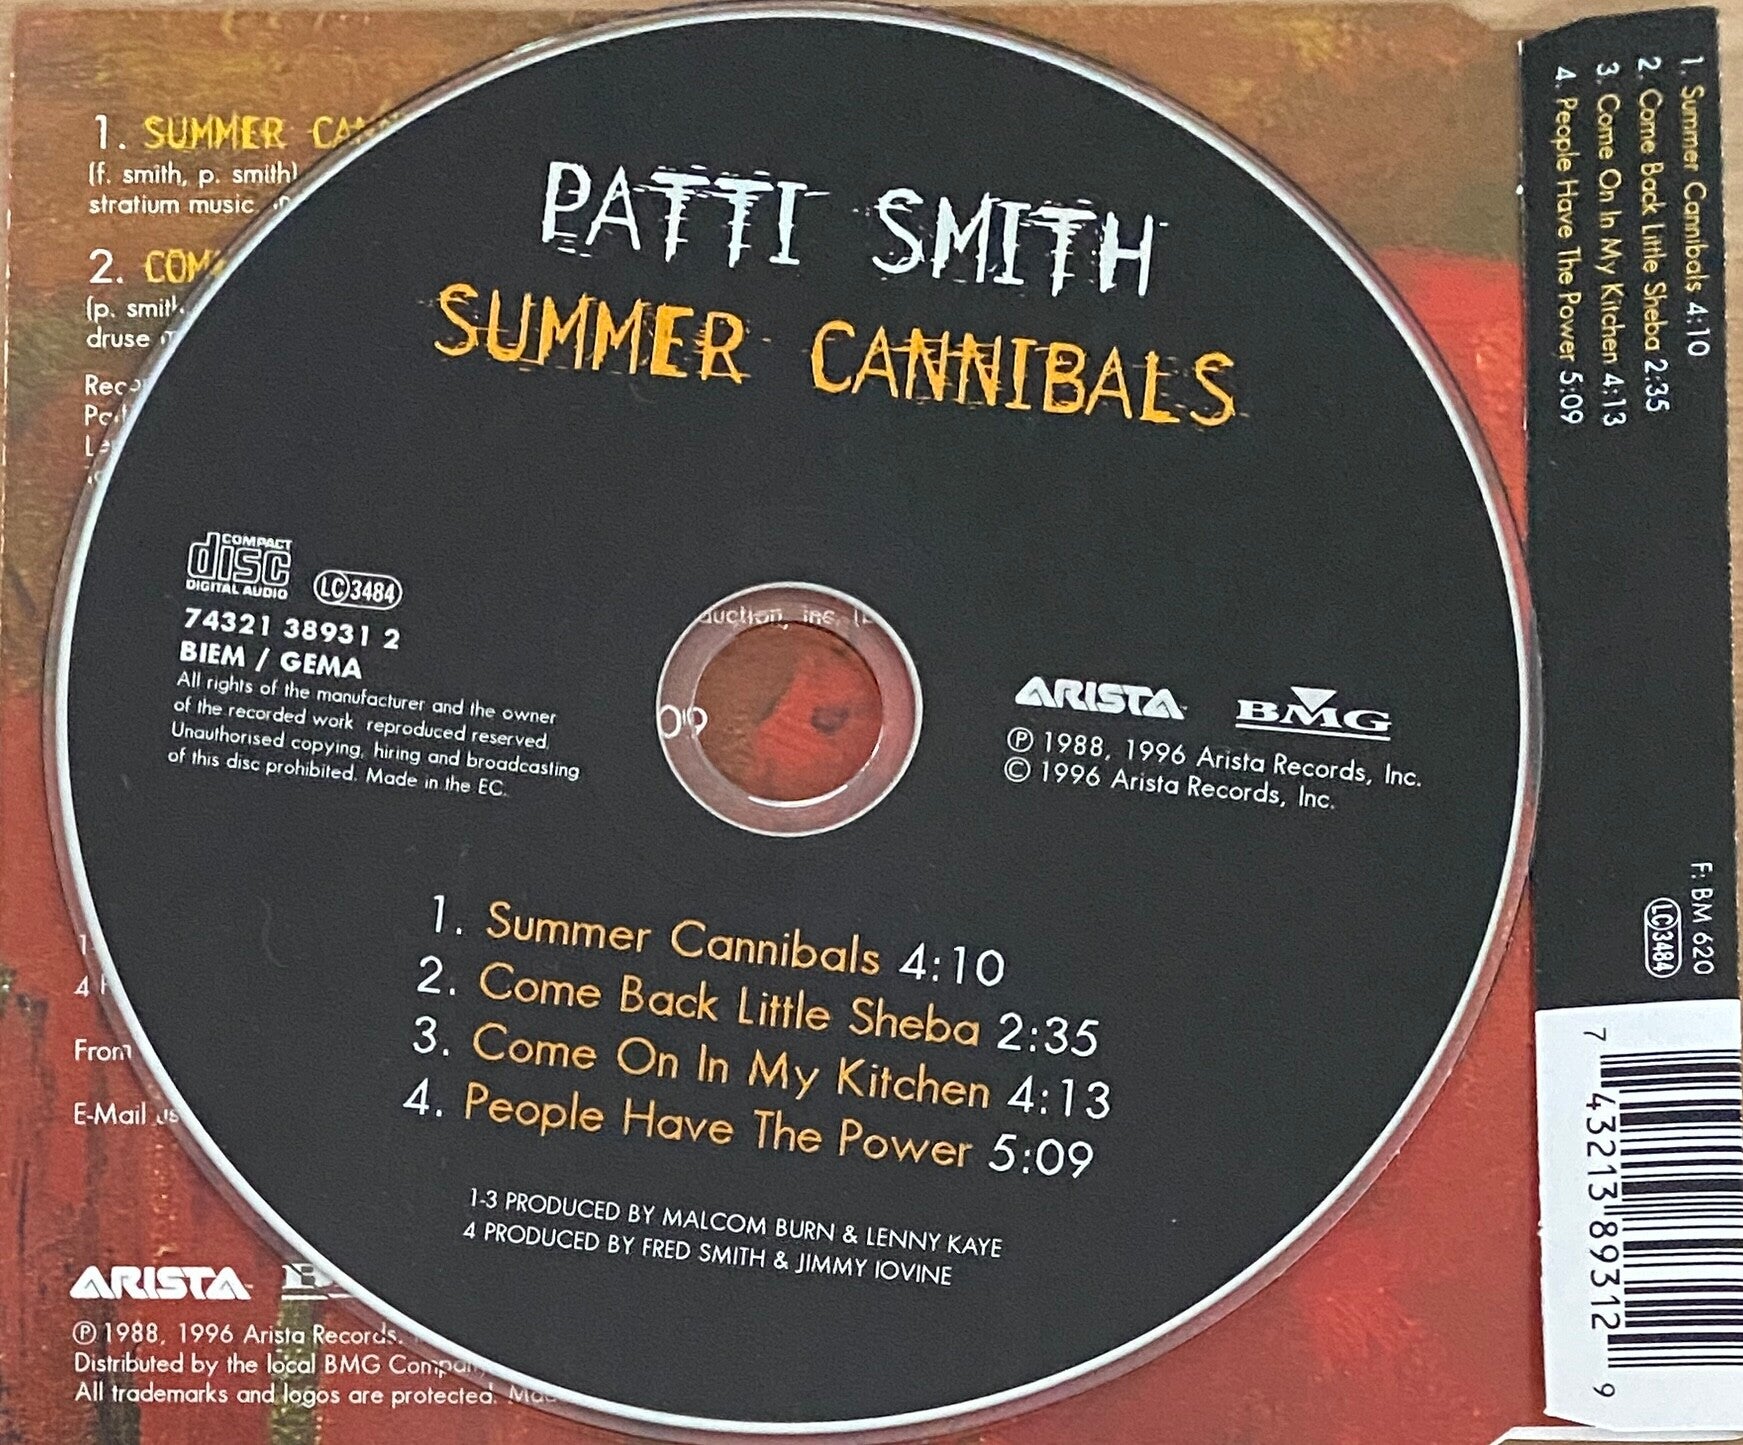 1. SUMMER
(f. smith, p. smith)
stratium music
2.
(p. smith
druse
From
E-Mail us
ARISTA
℗ 1988, 1996 Arista Records.
Distributed by the local BMG
All trademarks and logos are protected.
PATTI SMITH
SUMMER CANNIBALS
COMPACT
disc
DIGITAL AUDIO
LC 3484
74321 38931 2
BIEM / GEMA
All rights of the manufacturer and the owner
of the recorded work reproduced reserved.
Unauthorised copying, hiring and broadcasting
of this disc prohibited. Made in the EC.
ARISTA BMG
℗ 1988, 1996 Arista Records, Inc.
© 1996 Arista Records, Inc.
1. Summer Cannibals 4:10
2. Come Back Little Sheba 2:35
3. Come On In My Kitchen 4:13
4. People Have The Power 5:09
1-3 PRODUCED BY MALCOM BURN & LENNY KAYE
4 PRODUCED BY FRED SMITH & JIMMY IOVINE
1. Summer Cannibals 4:10
2. Come Back Little Sheba 2:35
3. Come On In My Kitchen 4:13
4. People Have The Power 5:09
F: BM 620
LC 3484
7 43213 89312 9